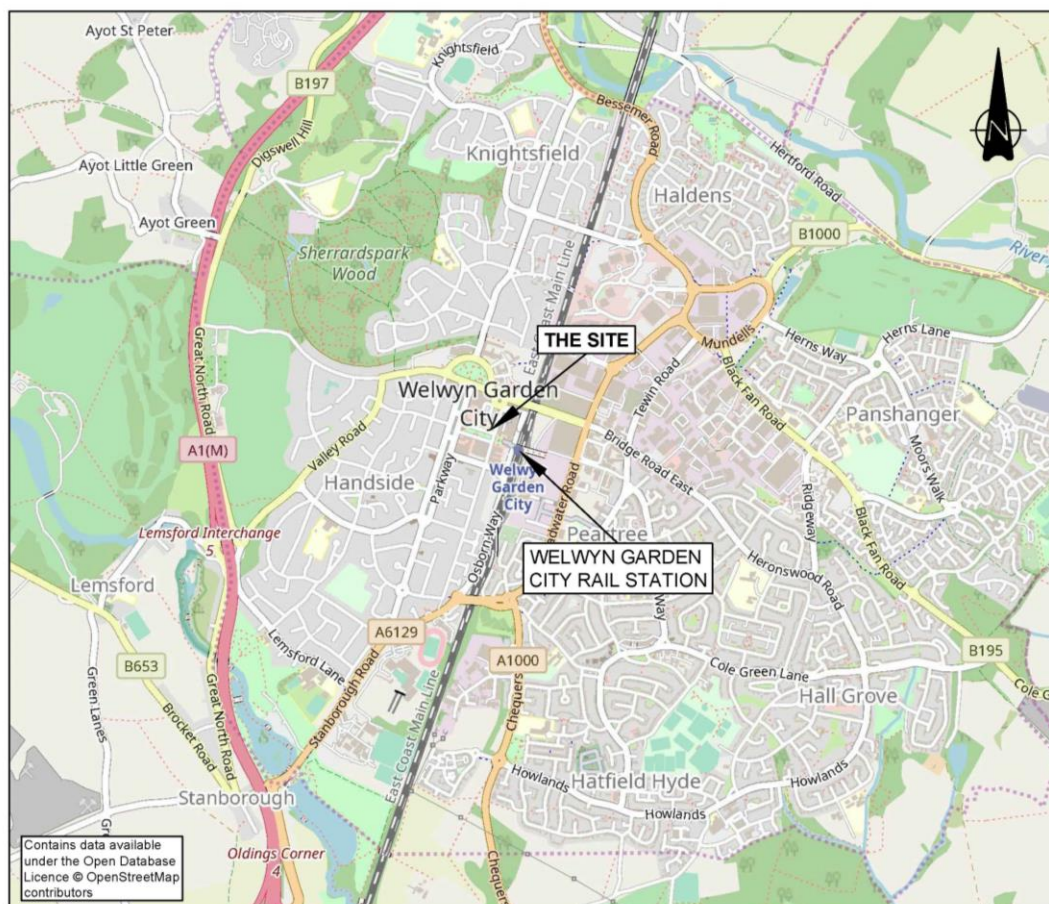 Ayot St Peter
B197
Knightsfield
Bessemer Road
N
Digswell Hill
Knightsfield
Hertford Road
Ayot Little Green
Haldens
Ayot Green
B1000
Sherrardspark
Wood
East Coast Main Line
Mundells
Herns Lane
Herns Way
THE SITE
Great North Road
Tewin Road
Black Fan Road
Welwyn Garden
City
Panshanger
A1(M)
Valley Road
Parkway
Bridge Road East
Moors Walk
Handside
Welwyn
Garden
City
Ridgeway
Lemsford Interchange
5
Osborn Way
Peartree
Black Fan Road
WELWYN GARDEN
CITY RAIL STATION
Lemsford
Heronswood Road
A6129
B653
Lemsford Lane
A1000
Cole Green Lane
B195
Green Lanes
Great North Road
Stanborough Road
East Coast Main Line
Chequers
Hall Grove
Brocket Road
Howlands
Hatfield Hyde
Howlands
Stanborough
Howlands
Oldings Corner
4
Chequers
Contains data available
under the Open Database
Licence © OpenStreetMap
contributors